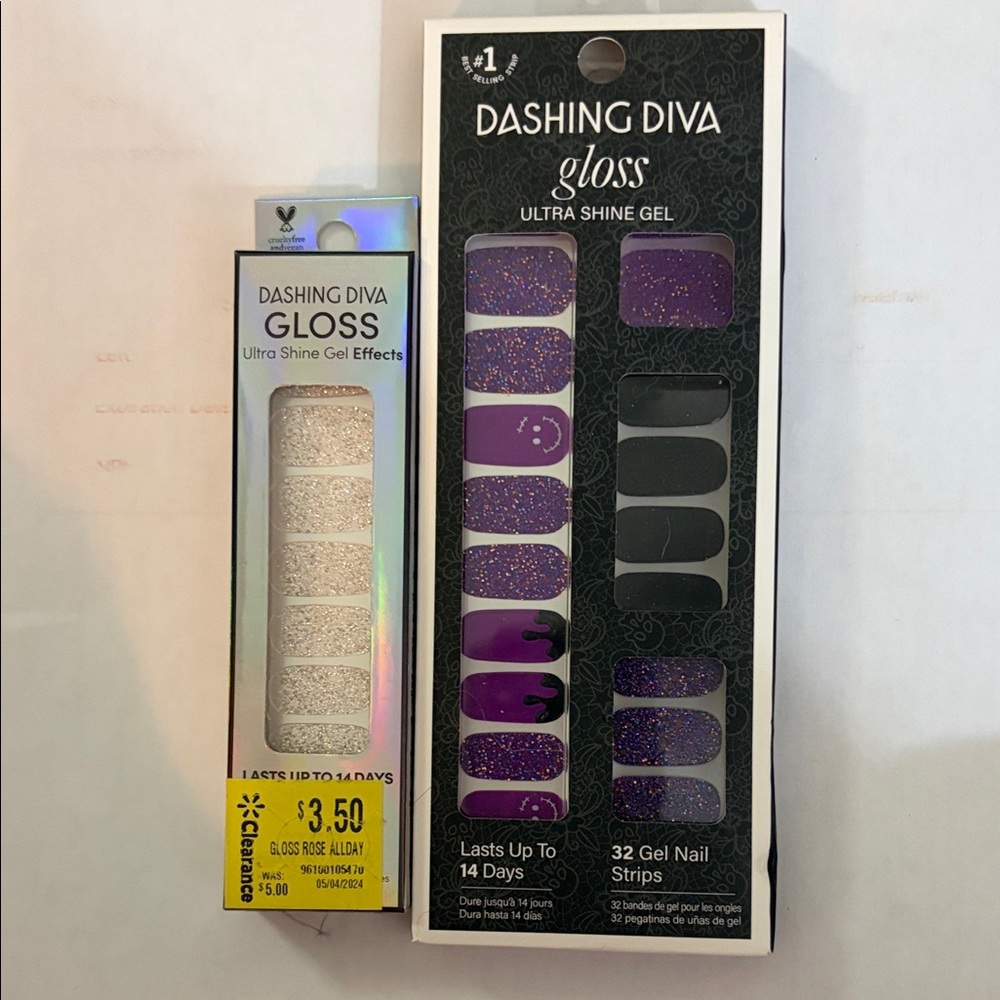 crueltyfree
andvegan
DASHING DIVA
GLOSS
Ultra Shine Gel Effects
LASTS UP TO 14 DAYS
Clearance
$3.50
GLOSS ROSE ALLDAY
WAS:
$5.00
05/04/2024
#1
BEST SELLING STRIP
DASHING DIVA
gloss
ULTRA SHINE GEL
Lasts Up To
14 Days
Dure jusqu'à 14 jours
Dura hasta 14 días
32 Gel Nail
Strips
32 bandes de gel pour les ongles
32 pegatinas de uñas de gel